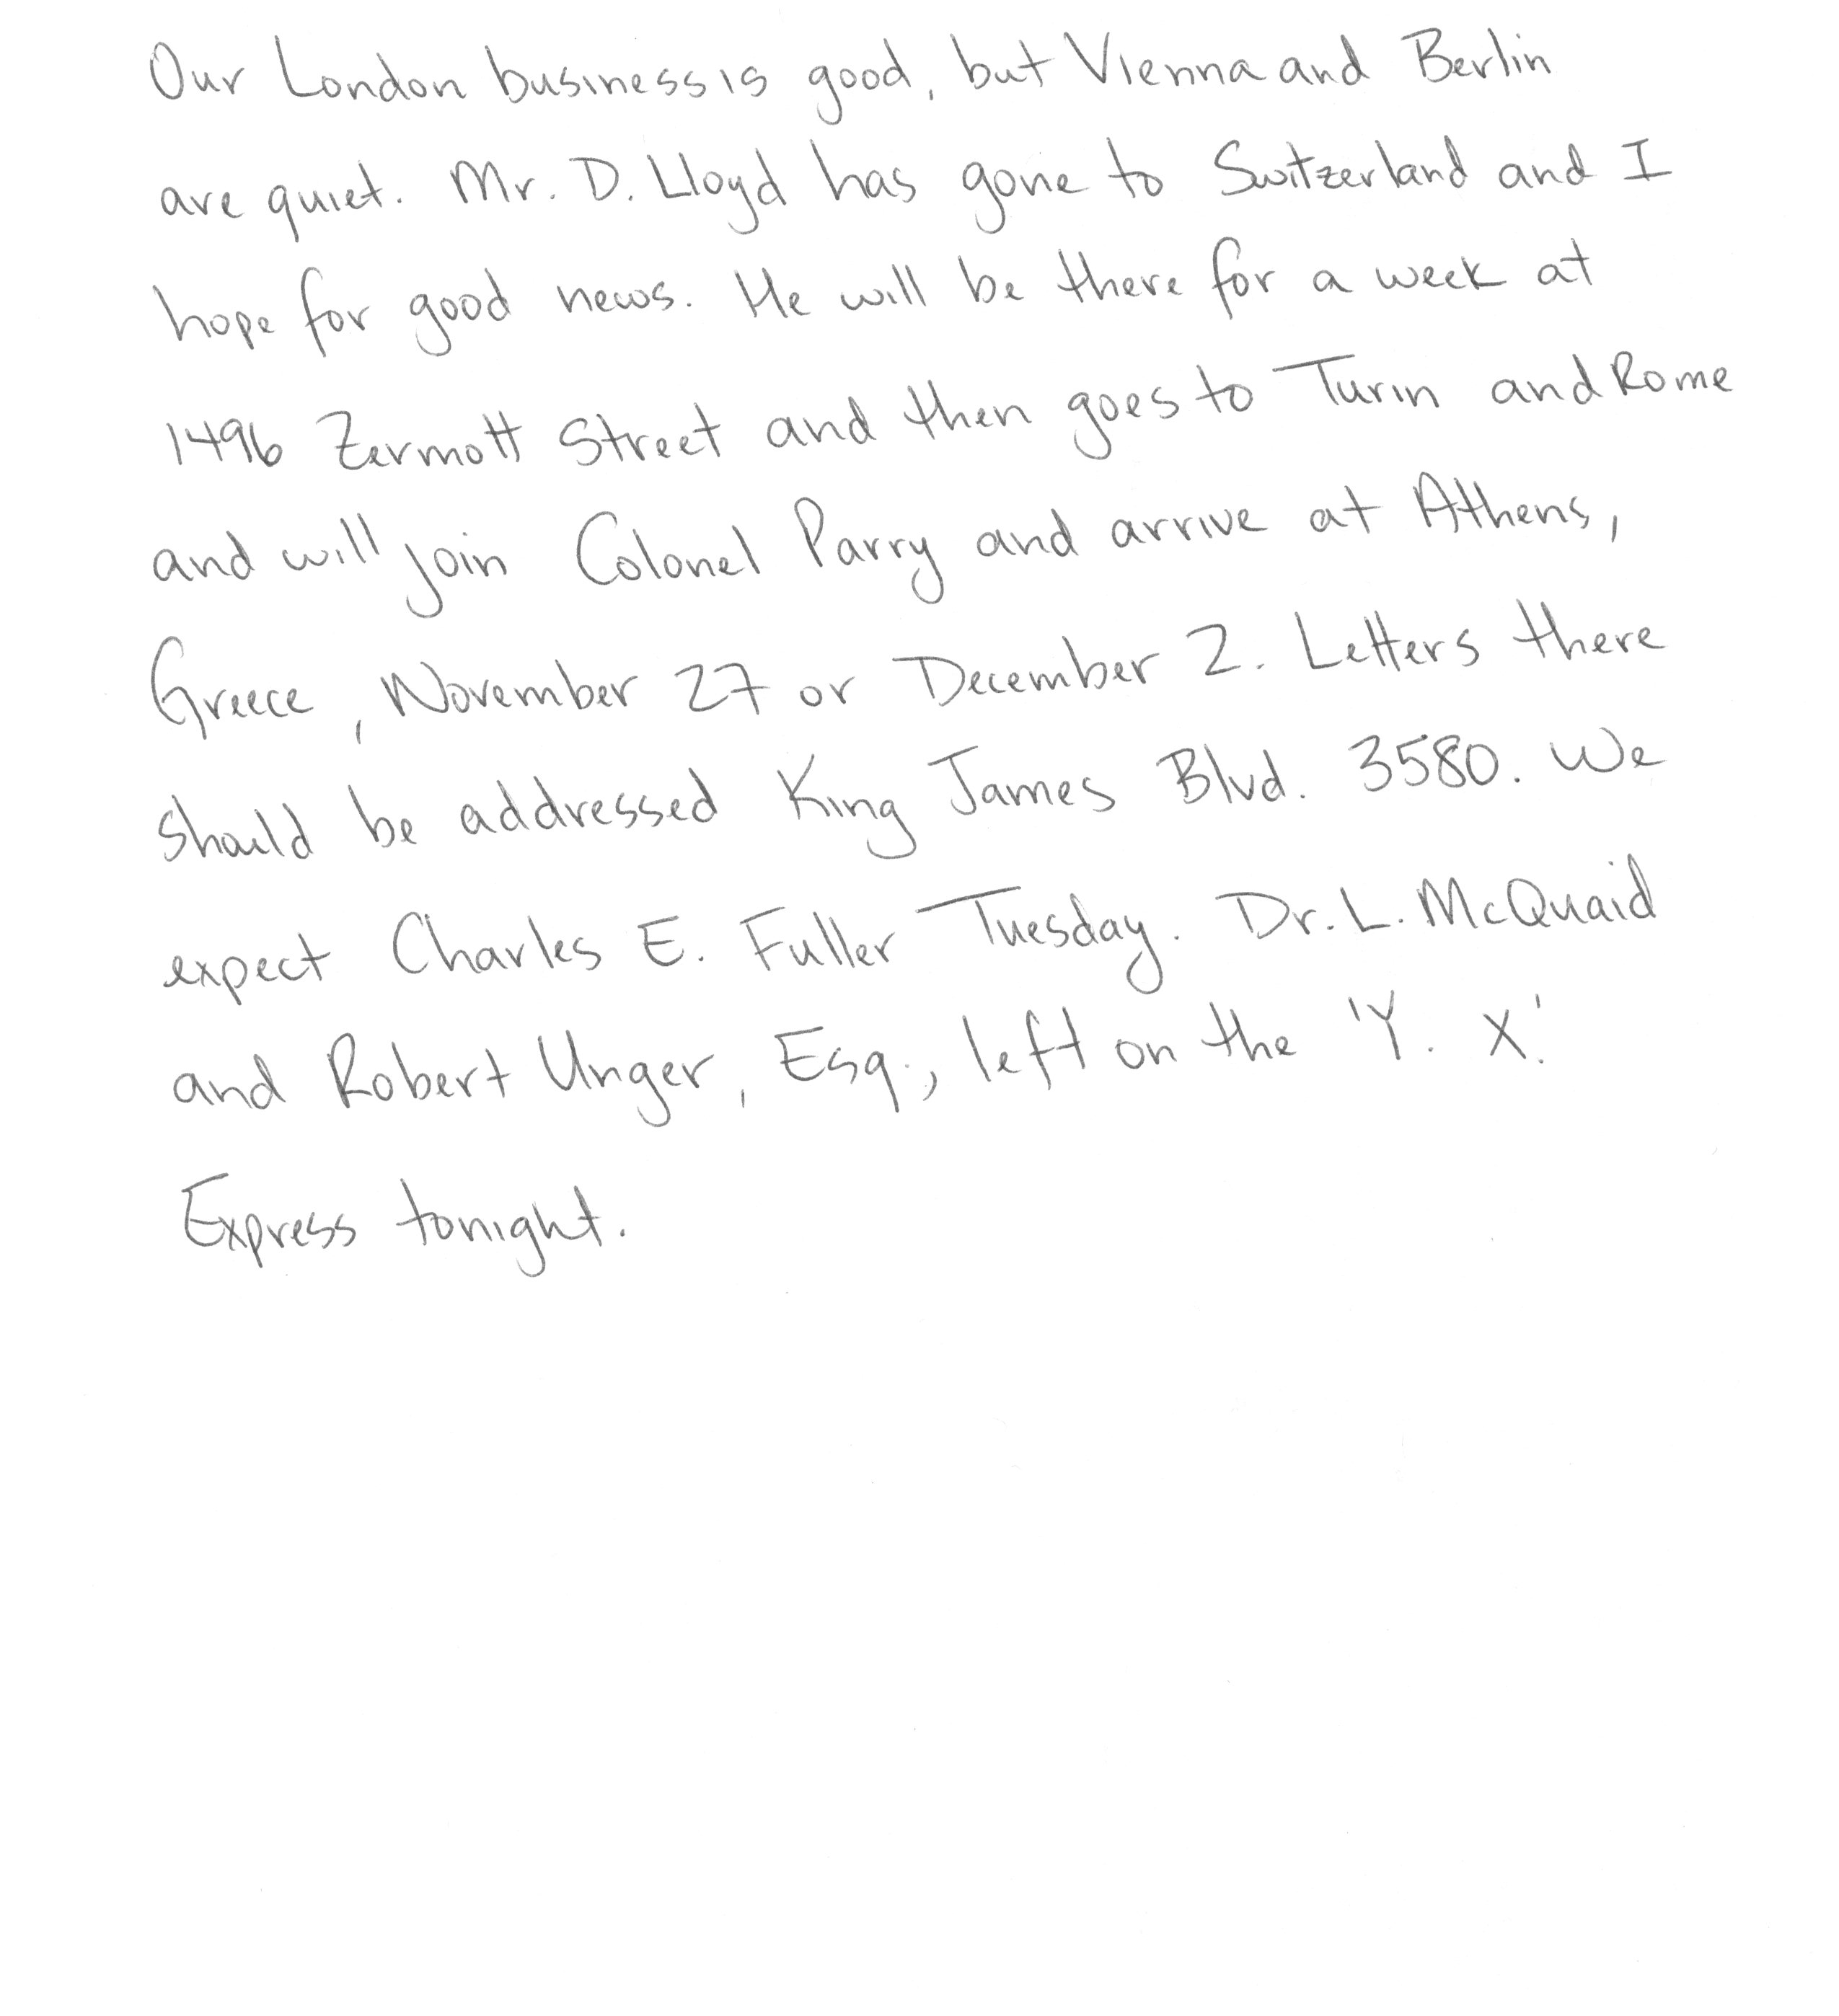 Our London business is good, but Vienna and Berlin
are quiet. Mr. D. Lloyd has gone to Switzerland and I
hope for good news. He will be there for a week at
1496 Zermott Street and then goes to Turin and Rome
and will join Colonel Parry and arrive at Athens,
Greece, November 27 or December 2. Letters there
should be addressed King James Blvd. 3580. We
expect Charles E. Fuller Tuesday. Dr. L. McQuaid
and Robert Unger, Esq., left on the 'Y. X.'
Express tonight.